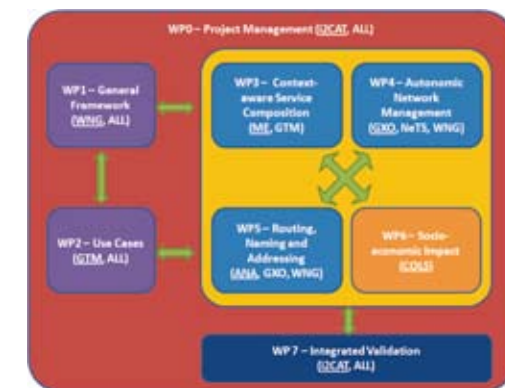 WP0 – Project Management (I2CAT, ALL)
WP1 – General
Framework
(WNG, ALL)
WP3 – Context-
aware Service
Composition
(ME, GTM)
WP4 – Autonomic
Network
Management
(GXO, NeTS, WNG)
WP2 – Use Cases
(GTM, ALL)
WP5 – Routing,
Naming and
Addressing
(ANA, GXO, WNG)
WP6 – Socio-
economic Impact
(COLS)
WP 7 – Integrated Validation
(I2CAT, ALL)